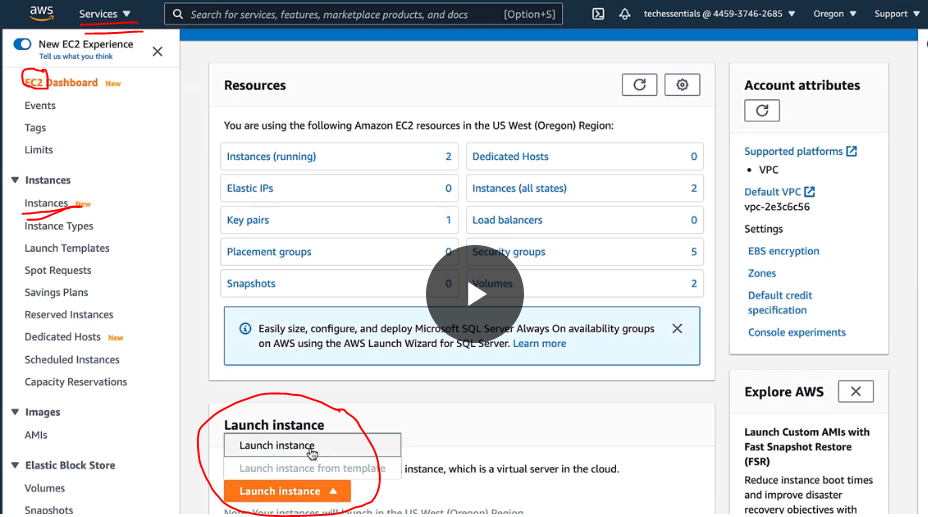 aws
Services ▼
Search for services, features, marketplace products, and docs [Option+S]
techessentials @ 4459-3746-2685 ▼
Oregon ▼
Support ▼
New EC2 Experience
Tell us what you think
EC2 Dashboard New
Events
Tags
Limits
Instances
Instances New
Instance Types
Launch Templates
Spot Requests
Savings Plans
Reserved Instances
Dedicated Hosts New
Scheduled Instances
Capacity Reservations
Images
AMIs
Elastic Block Store
Volumes
Snapshots
Resources
You are using the following Amazon EC2 resources in the US West (Oregon) Region:
Instances (running) 2
Dedicated Hosts 0
Elastic IPs 0
Instances (all states) 2
Key pairs 1
Load balancers 0
Placement groups 0
Security groups 5
Snapshots 0
Volumes 2
Easily size, configure, and deploy Microsoft SQL Server Always On availability groups
on AWS using the AWS Launch Wizard for SQL Server. Learn more
Launch instance
Launch instance
Launch instance from template
instance, which is a virtual server in the cloud.
Launch instance ▲
Note: Your instances will launch in the US West (Oregon) Region
Account attributes
Supported platforms
• VPC
Default VPC
vpc-2e3c6c56
Settings
EBS encryption
Zones
Default credit
specification
Console experiments
Explore AWS
Launch Custom AMIs with
Fast Snapshot Restore
(FSR)
Reduce instance boot times
and improve disaster
recovery objectives with